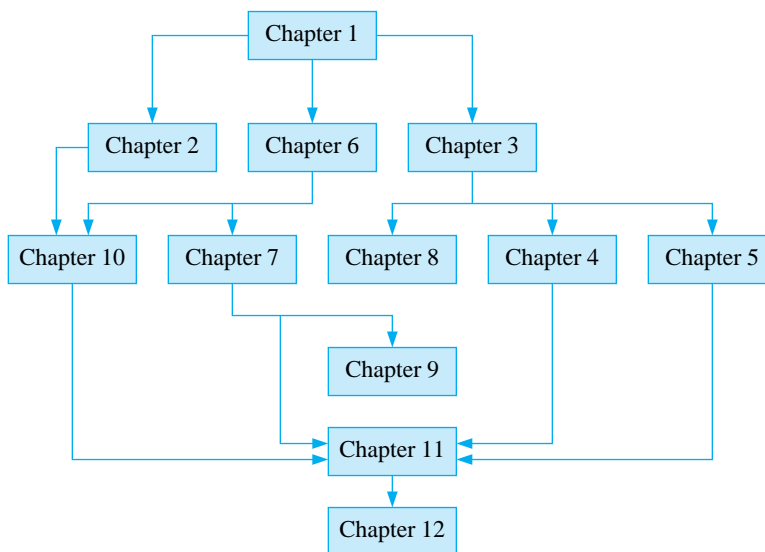 Chapter 1
Chapter 2
Chapter 6
Chapter 3
Chapter 10
Chapter 7
Chapter 8
Chapter 4
Chapter 5
Chapter 9
Chapter 11
Chapter 12